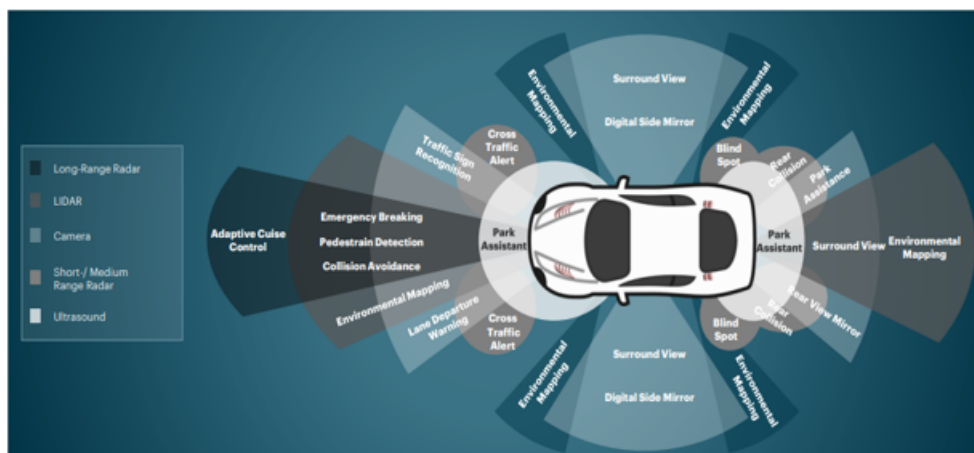 Long-Range Radar
LIDAR
Camera
Short-/ Medium
Range Radar
Ultrasound
Adaptive Cuise
Control
Emergency Breaking
Pedestrain Detection
Collision Avoidance
Environmental Mapping
Traffic Sign
Recognition
Lane Departure
Warning
Cross
Traffic
Alert
Cross
Traffic
Alert
Park
Assistant
Environmental
Mapping
Surround View
Digital Side Mirror
Environmental
Mapping
Environmental
Mapping
Surround View
Digital Side Mirror
Environmental
Mapping
Blind
Spot
Rear
Collision
Park
Assistance
Park
Assistant
Surround View
Environmental
Mapping
Rear View Mirror
Rear
Collision
Blind
Spot